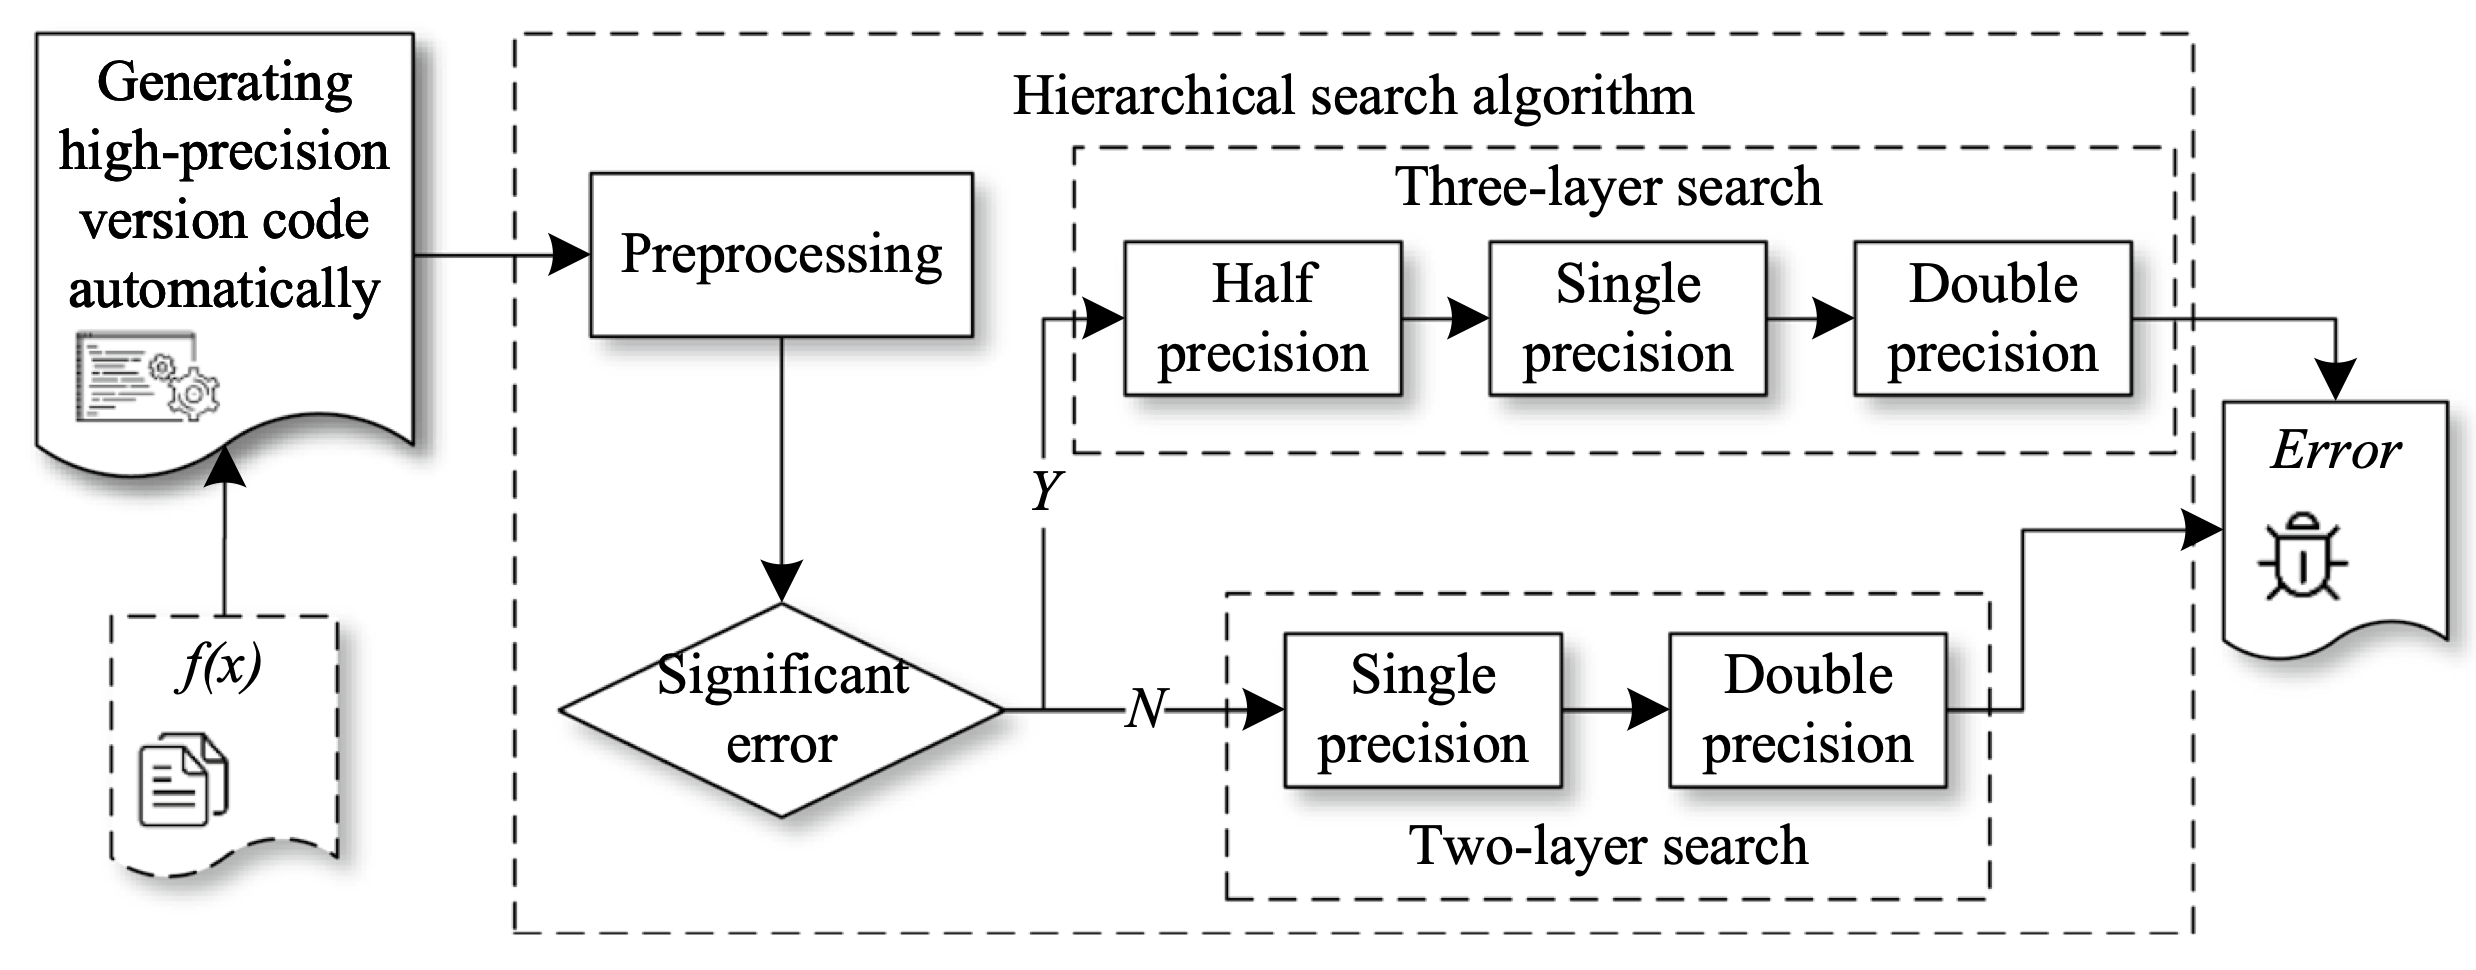 Generating
high-precision
version code
automatically
f(x)
Hierarchical search algorithm
Preprocessing
Significant
error
Y
N
Three-layer search
Half
precision
Single
precision
Double
precision
Single
precision
Double
precision
Two-layer search
Error